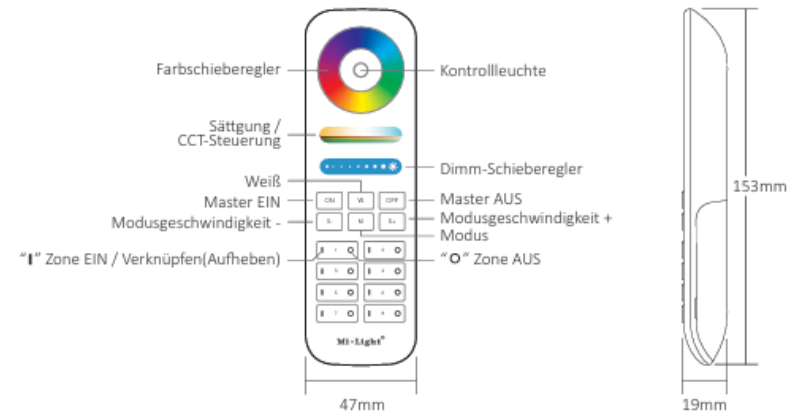 Farbschieberegler
Kontrollleuchte
Sättgung /
CCT-Steuerung
Dimm-Schieberegler
Weiß
Master EIN
Master AUS
Modusgeschwindigkeit -
Modusgeschwindigkeit +
Modus
ON W OFF
S- M S+
"I" Zone EIN / Verknüpfen(Aufheben)
"O" Zone AUS
Mi-Light®
153mm
47mm
19mm